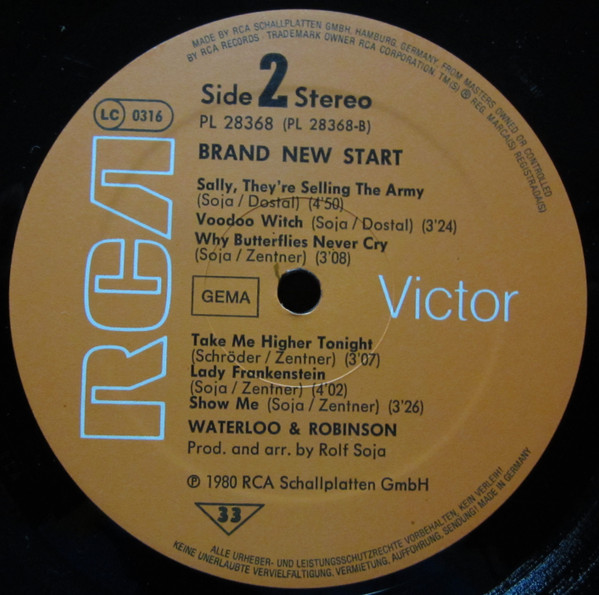 MADE BY RCA SCHALLPLATTEN GMBH, HAMBURG, GERMANY, FROM MASTERS OWNED OR CONTROLLED
BY RCA RECORDS · TRADEMARK OWNER RCA CORPORATION, TM(S) ® REG. MARCA(S) REGISTRADA(S)
Side 2 Stereo
LC 0316
PL 28368 (PL 28368-B)
BRAND NEW START
Sally, They're Selling The Army
(Soja / Dostal) (4'50)
Voodoo Witch (Soja / Dostal) (3'24)
Why Butterflies Never Cry
(Soja / Zentner) (3'08)
RCA
GEMA
Victor
Take Me Higher Tonight
(Schröder / Zentner) (3'07)
Lady Frankenstein
(Soja / Zentner) (4'02)
Show Me (Soja / Zentner) (3'26)
WATERLOO & ROBINSON
Prod. and arr. by Rolf Soja
℗ 1980 RCA Schallplatten GmbH
33
ALLE URHEBER- UND LEISTUNGSSCHUTZRECHTE VORBEHALTEN, KEIN VERLEIH!
KEINE UNERLAUBTE VERVIELFÄLTIGUNG, VERMIETUNG, AUFFÜHRUNG, SENDUNG! MADE IN GERMANY